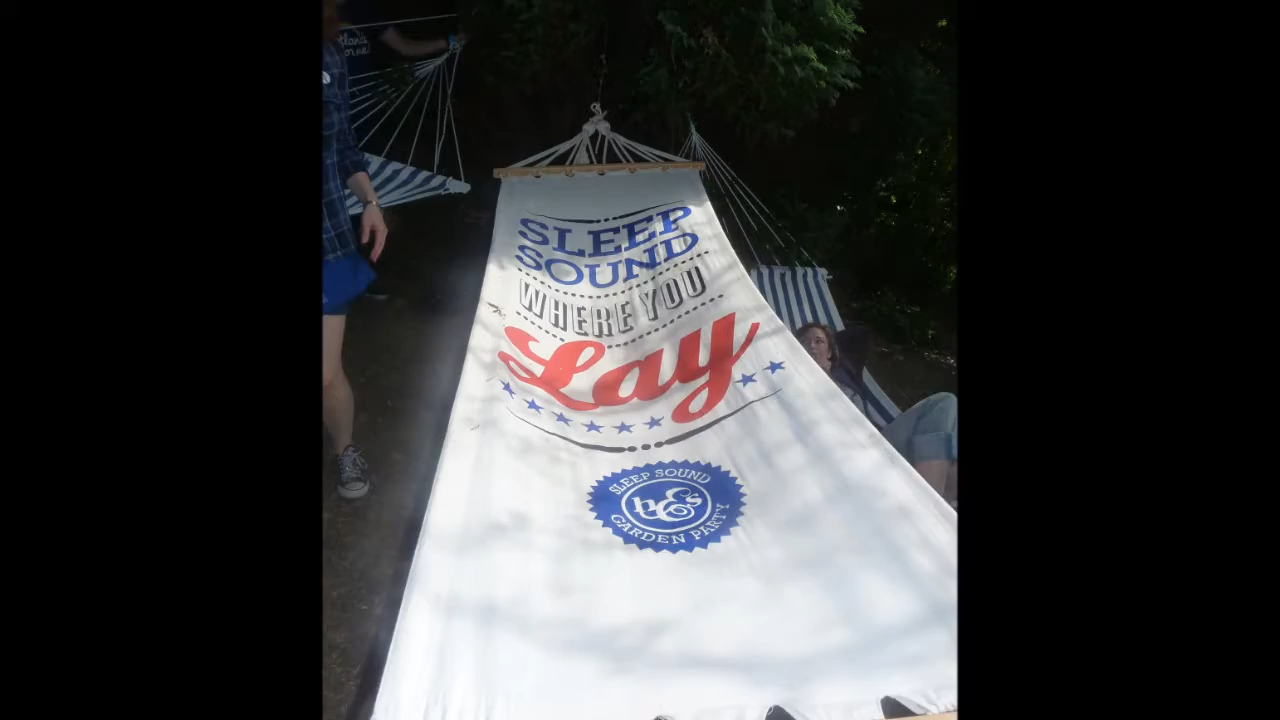 SLEEP
SOUND
WHERE YOU
Lay
SLEEP SOUND
GARDEN PARTY